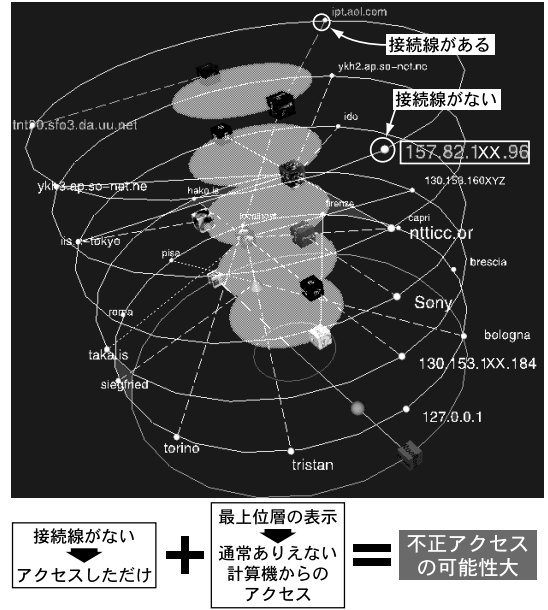 ipt.aol.com
接続線がある
ykh2.ap.so-net.ne
接続線がない
tnt30.sfo3.da.uu.net
ido
157.82.1XX.96
130.153.160XYZ
ykh3.ap.so-net.ne
hako.is
firenze
capri
ntticc.or
pisa
brescia
Sony
roma
bologna
taka.is
130.153.1XX.184
siegfried
127.0.0.1
torino
tristan
接続線がない
アクセスしただけ
+
最上位層の表示
通常ありえない
計算機からの
アクセス
=
不正アクセス
の可能性大